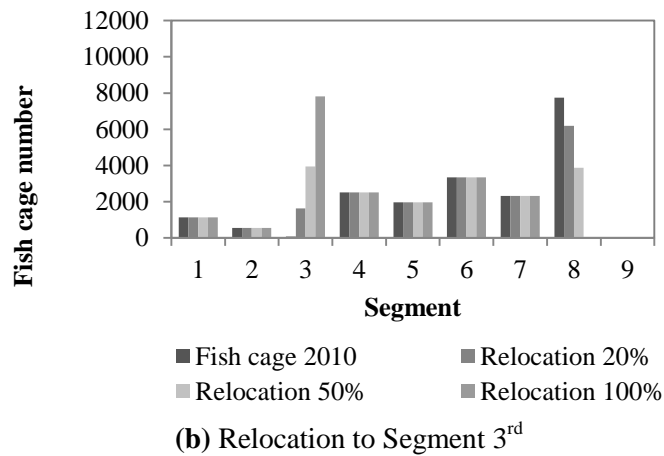 12000
10000
8000
6000
4000
2000
0
Fish cage number
1 2 3 4 5 6 7 8 9
Segment
Fish cage 2010 Relocation 20%
Relocation 50% Relocation 100%
(b) Relocation to Segment 3rd